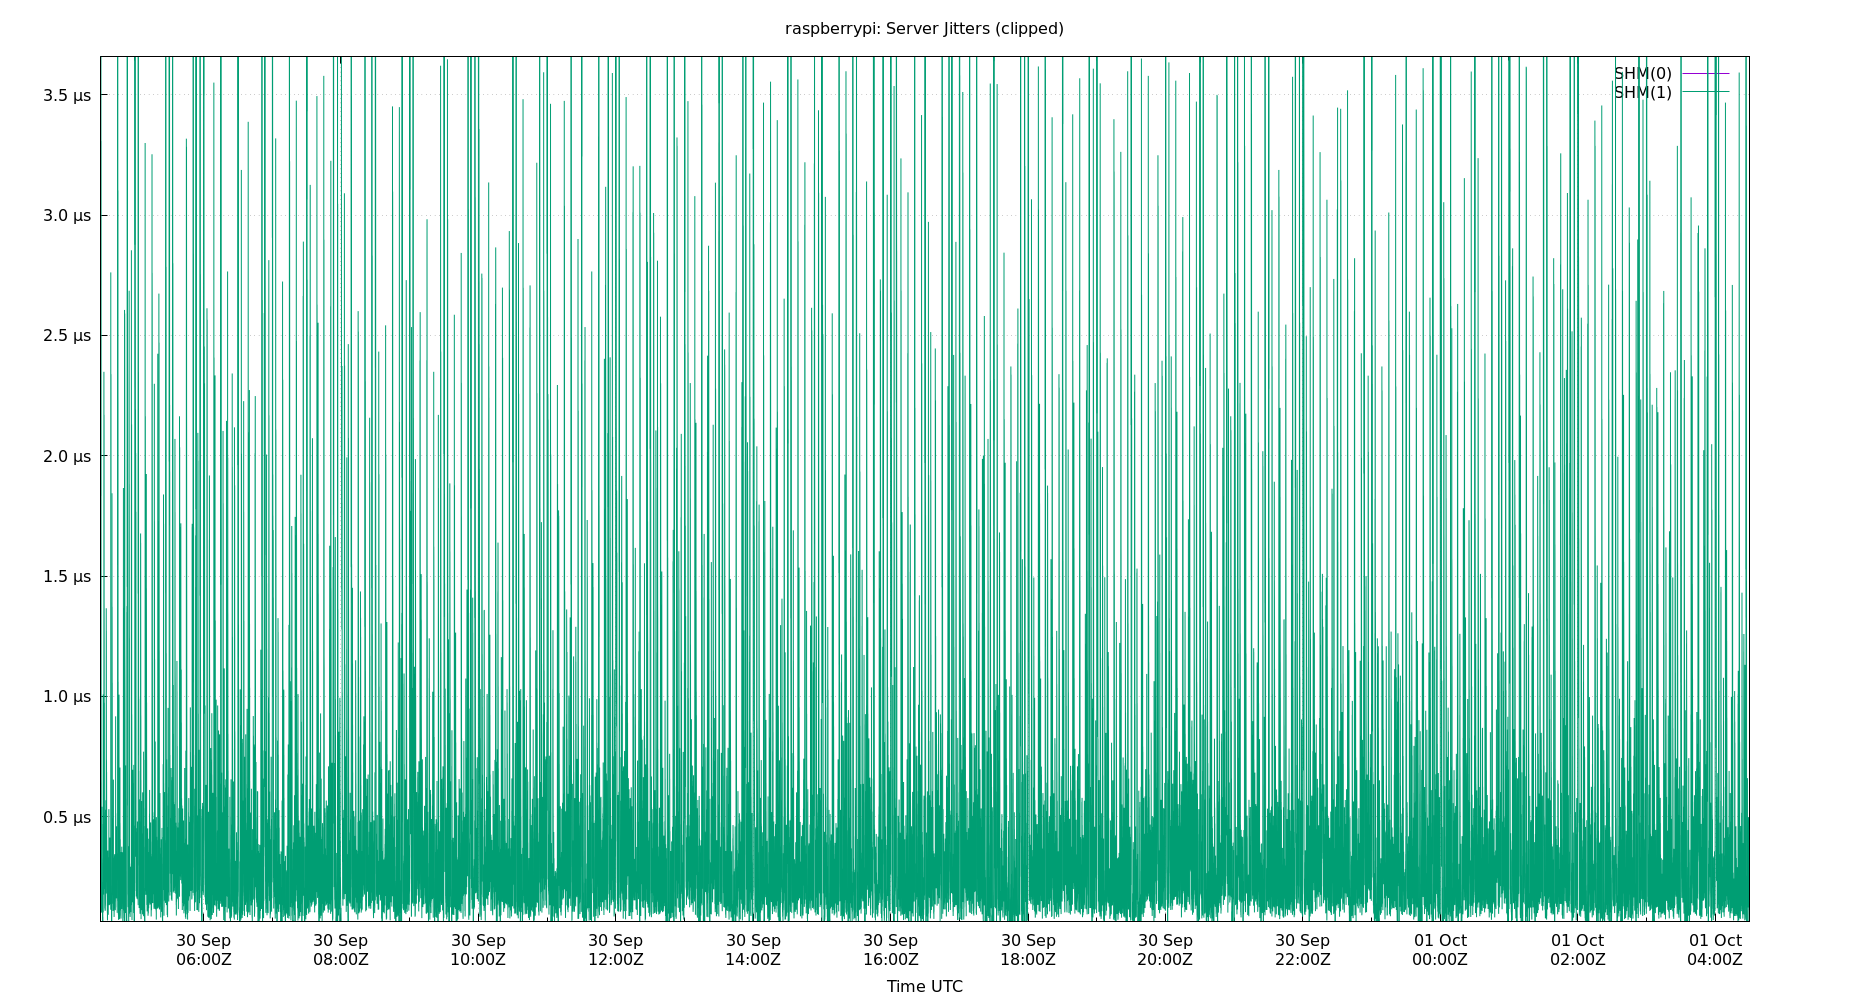 raspberrypi: Server Jitters (clipped)
SHM(0)
SHM(1)
3.5 µs
3.0 µs
2.5 µs
2.0 µs
1.5 µs
1.0 µs
0.5 µs
30 Sep 30 Sep 30 Sep 30 Sep 30 Sep 30 Sep 30 Sep 30 Sep 30 Sep 01 Oct 01 Oct 01 Oct
06:00Z 08:00Z 10:00Z 12:00Z 14:00Z 16:00Z 18:00Z 20:00Z 22:00Z 00:00Z 02:00Z 04:00Z
Time UTC